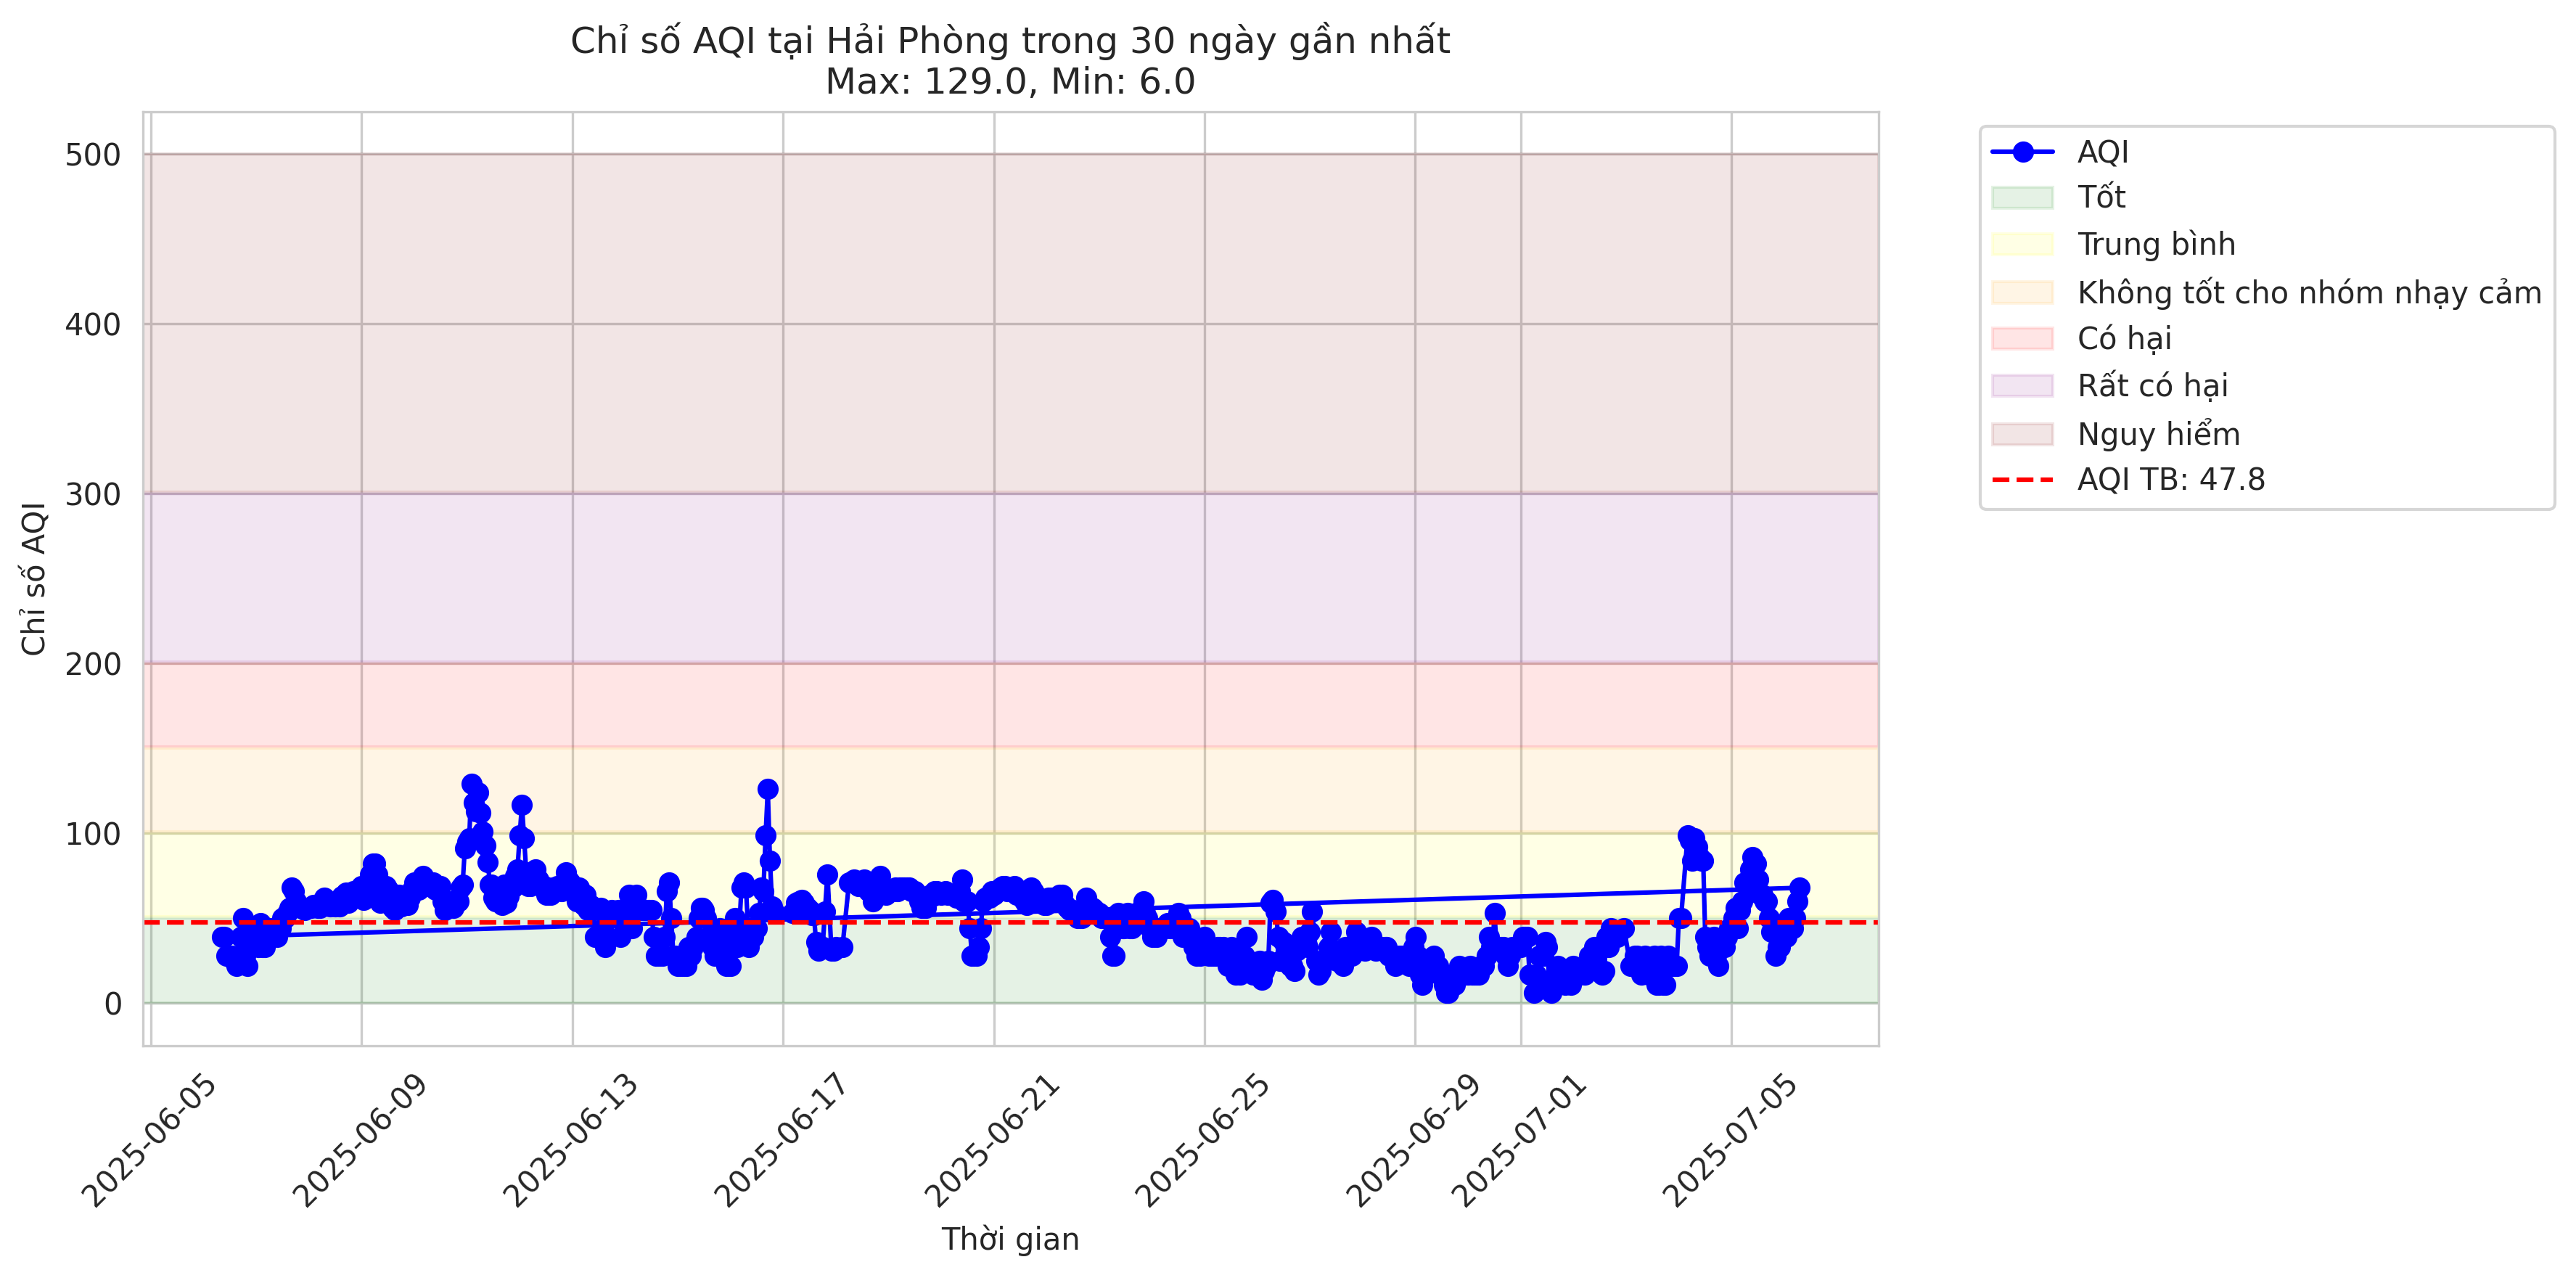 Chỉ số AQI tại Hải Phòng trong 30 ngày gần nhất
Max: 129.0, Min: 6.0
Chỉ số AQI
500
400
300
200
100
0
2025-06-05
2025-06-09
2025-06-13
2025-06-17
2025-06-21
2025-06-25
2025-06-29
2025-07-01
2025-07-05
Thời gian
AQI
Tốt
Trung bình
Không tốt cho nhóm nhạy cảm
Có hại
Rất có hại
Nguy hiểm
AQI TB: 47.8